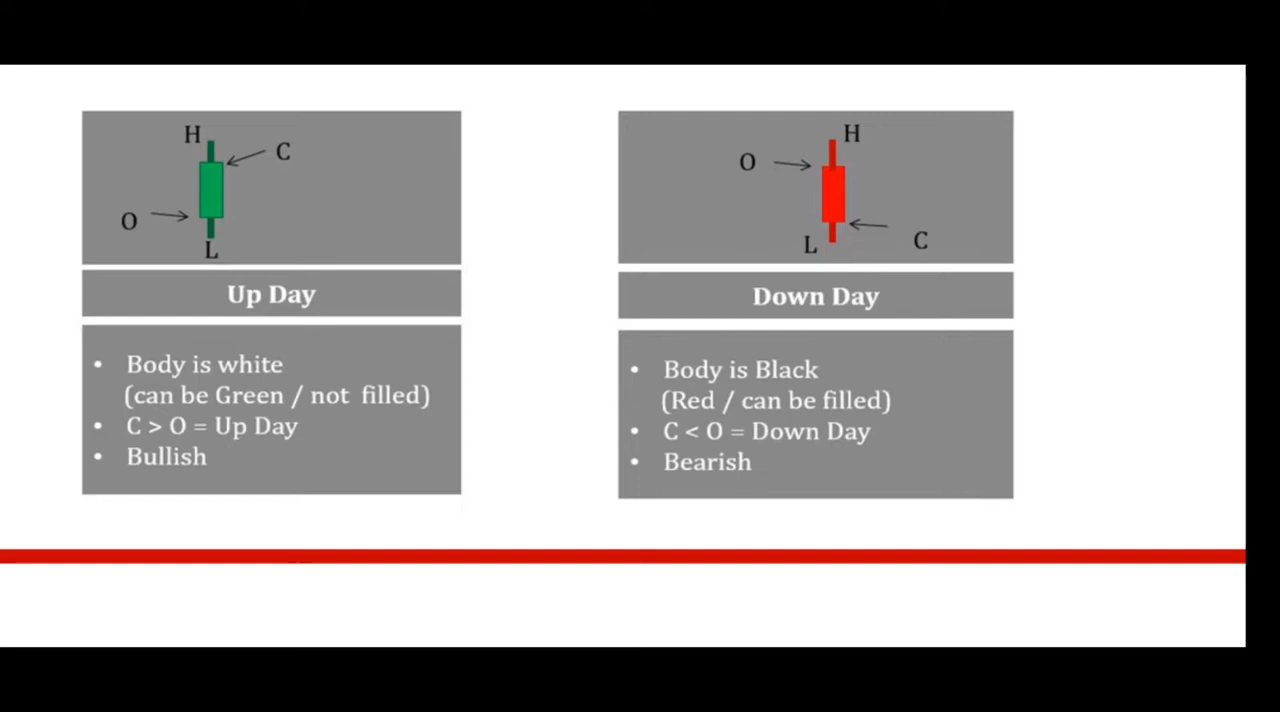 H
C
O
L
Up Day
• Body is white
(can be Green / not filled)
• C > O = Up Day
• Bullish
H
O
L
C
Down Day
• Body is Black
(Red / can be filled)
• C < O = Down Day
• Bearish